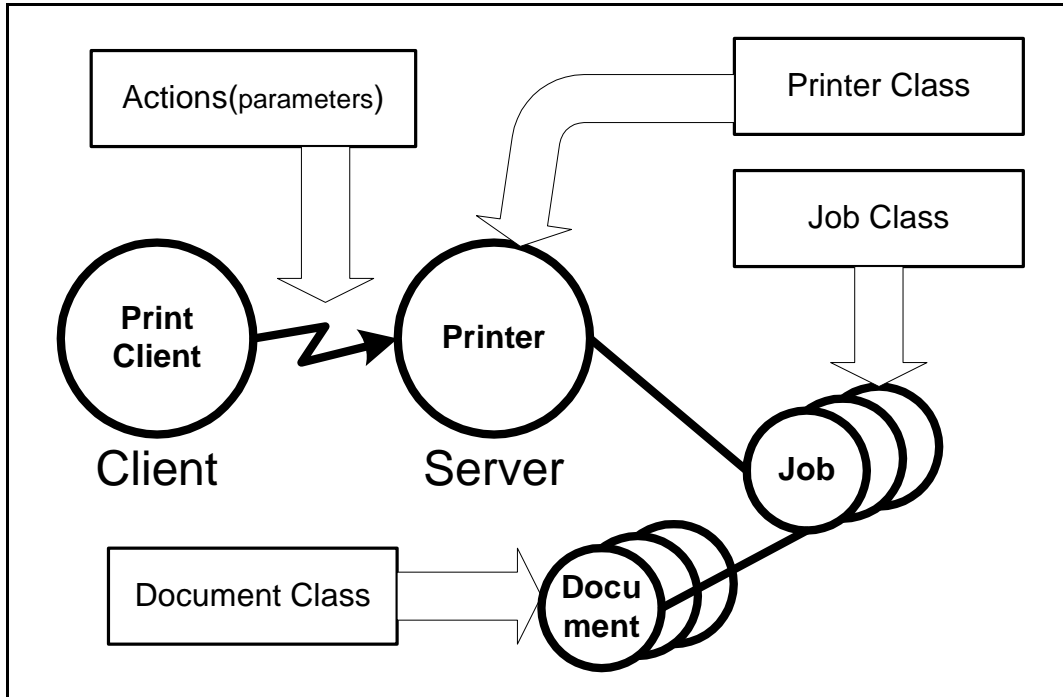 Actions(parameters)
Printer Class
Job Class
Print
Client
Printer
Client
Server
Job
Document Class
Docu
ment